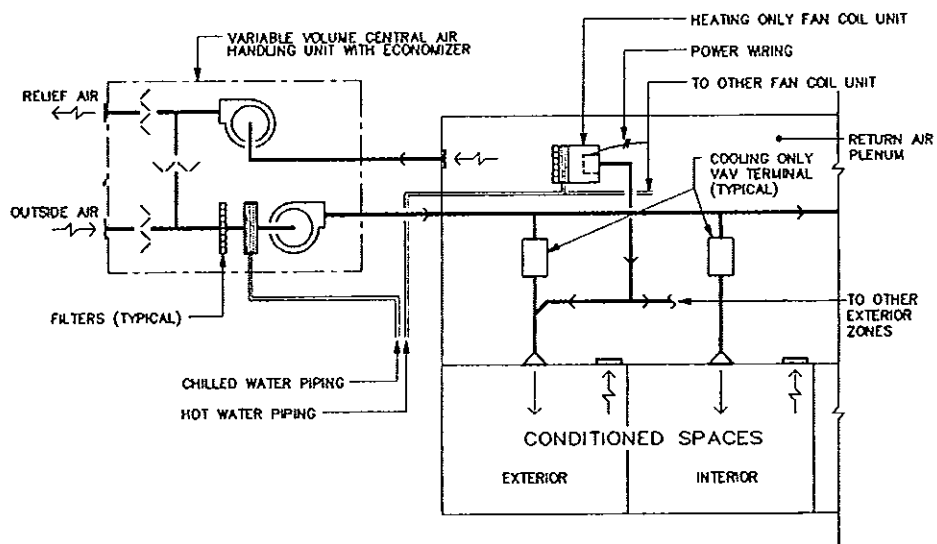 VARIABLE VOLUME CENTRAL AIR
HANDLING UNIT WITH ECONOMIZER
HEATING ONLY FAN COIL UNIT
POWER WIRING
TO OTHER FAN COIL UNIT
RELIEF AIR
RETURN AIR
PLENUM
COOLING ONLY
VAV TERMINAL
(TYPICAL)
OUTSIDE AIR
FILTERS (TYPICAL)
TO OTHER
EXTERIOR
ZONES
CHILLED WATER PIPING
HOT WATER PIPING
CONDITIONED SPACES
EXTERIOR
INTERIOR